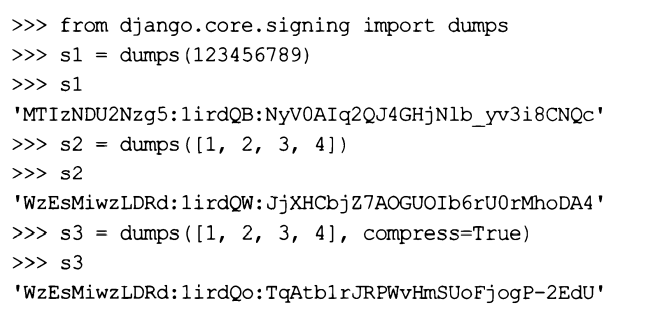 >>> from django.core.signing import dumps
>>> s1 = dumps(123456789)
>>> s1
'MTIzNDU2Nzg5:1irdQB:NyV0AIq2QJ4GHjNlb_yv3i8CNQc'
>>> s2 = dumps([1, 2, 3, 4])
>>> s2
'WzEsMiwzLDRd:1irdQW:JjXHCbjZ7AOGUOIb6rU0rMhoDA4'
>>> s3 = dumps([1, 2, 3, 4], compress=True)
>>> s3
'WzEsMiwzLDRd:1irdQo:TqAtb1rJRPWvHmSUoFjogP-2EdU'